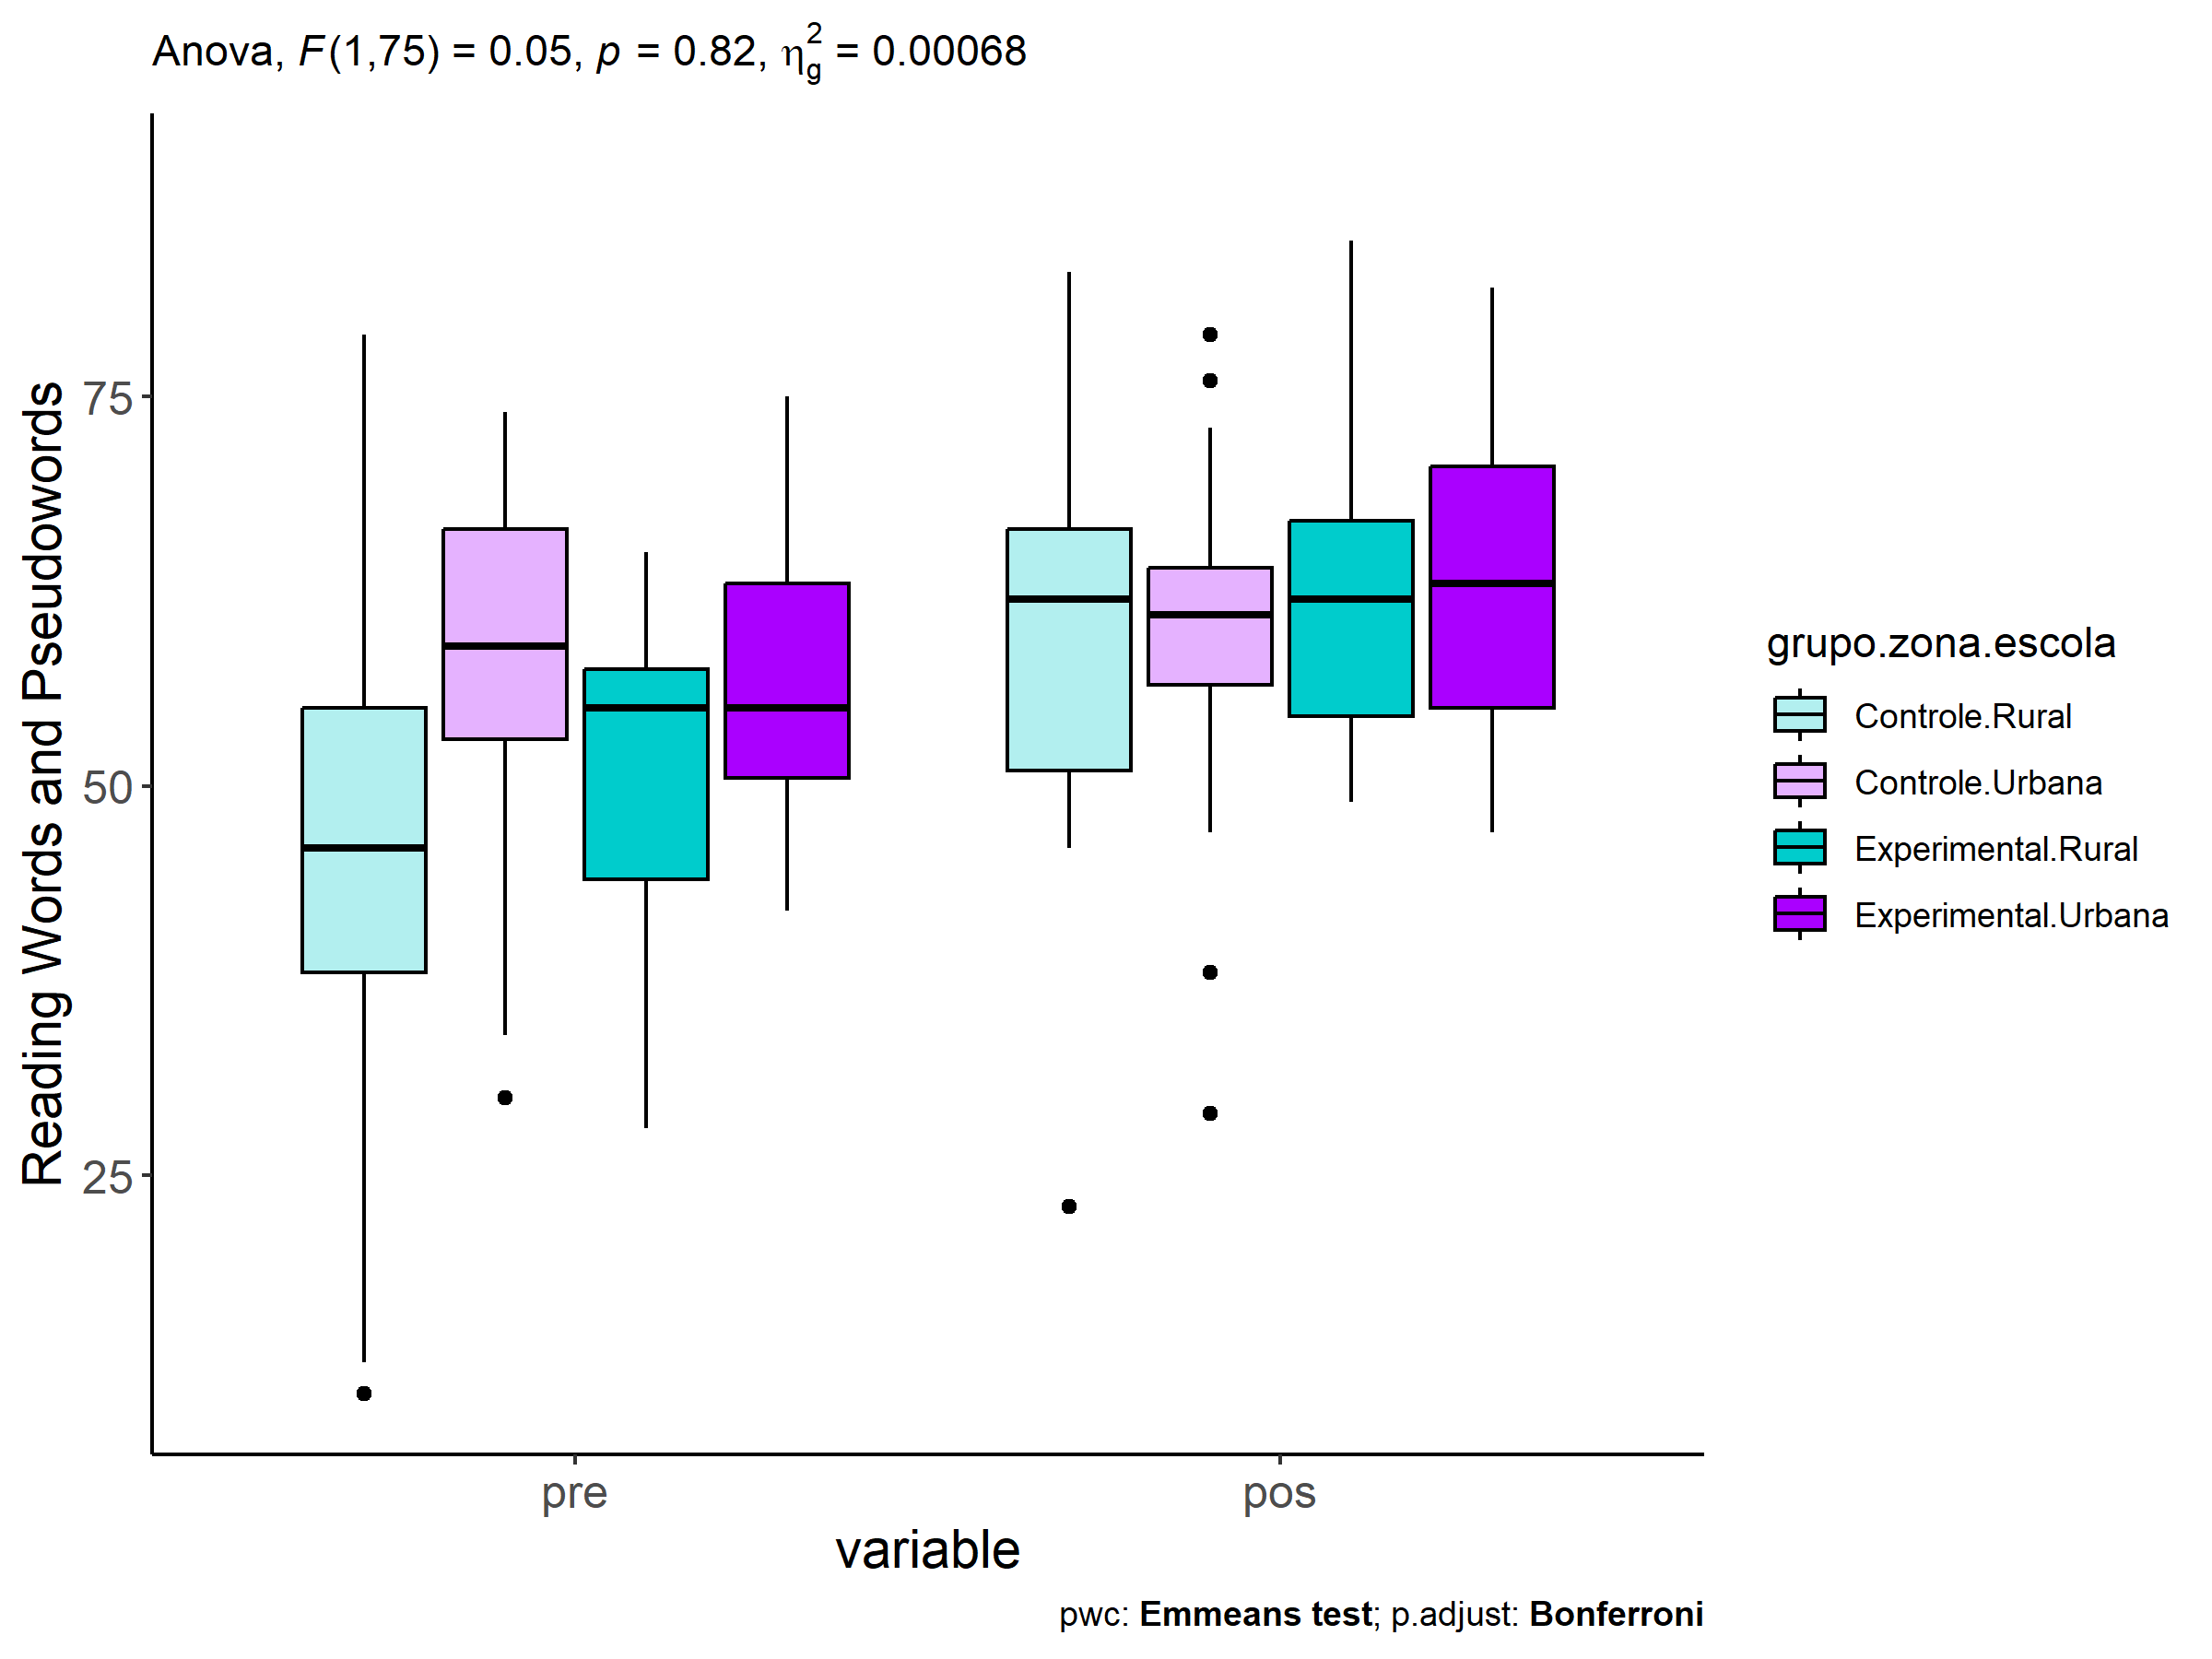 Anova, F(1,75) = 0.05, p = 0.82, η²g = 0.00068
Reading Words and Pseudowords
75
50
25
pre
pos
variable
grupo.zona.escola
Controle.Rural
Controle.Urbana
Experimental.Rural
Experimental.Urbana
pwc: Emmeans test; p.adjust: Bonferroni